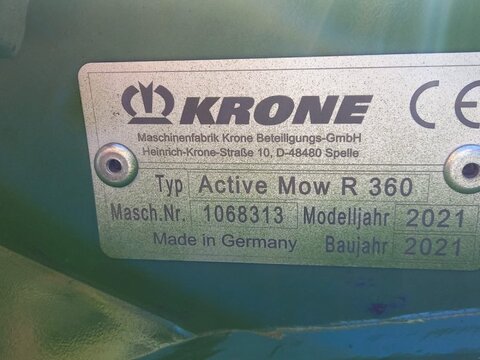 KRONE CE
Maschinenfabrik Krone Beteiligungs-GmbH
Heinrich-Krone-Straße 10, D-48480 Spelle
Typ Active Mow R 360
Masch.Nr. 1068313 Modelljahr 2021
Made in Germany Baujahr 2021